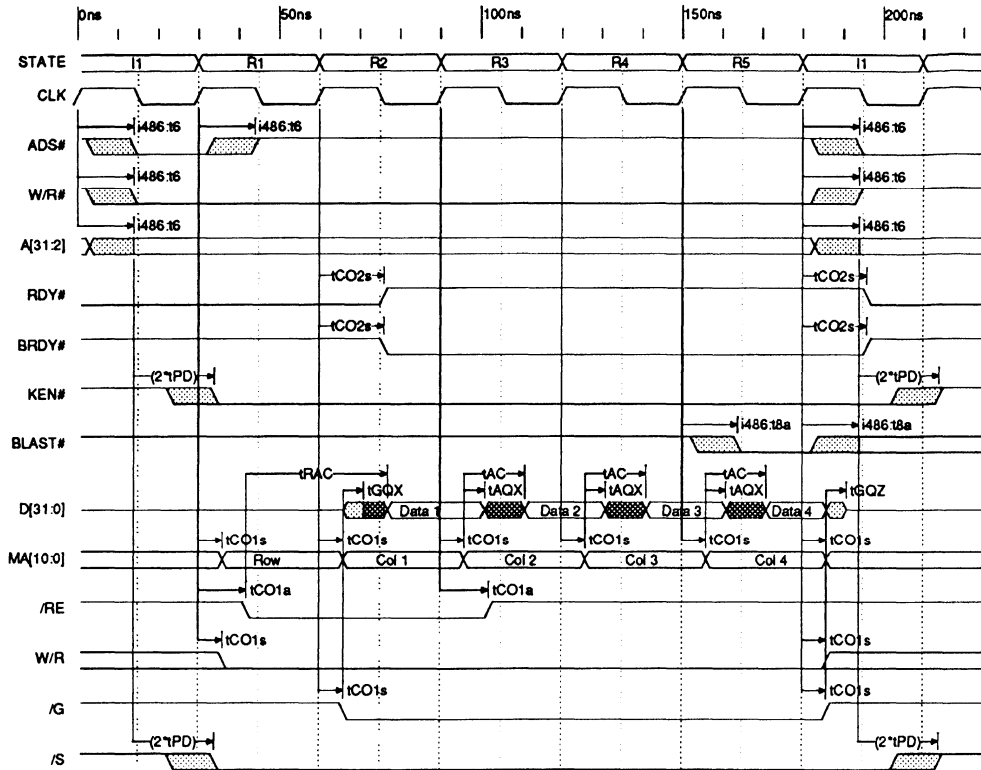 0ns 50ns 100ns 150ns 200ns
STATE I1 R1 R2 R3 R4 R5 I1
CLK
i486:t6 i486:t6 i486:t6
ADS#
i486:t6 i486:t6
W/R#
i486:t6 i486:t6
A[31:2]
tCO2s tCO2s
RDY#
tCO2s tCO2s
BRDY#
(2*tPD) (2*tPD)
KEN#
i486:t8a i486:t8a
BLAST#
tRAC tAC tAC tAC
tGQX tAQX tAQX tAQX tGQZ
D[31:0] Data 1 Data 2 Data 3 Data 4
tCO1s tCO1s tCO1s tCO1s tCO1s tCO1s
MA[10:0] Row Col 1 Col 2 Col 3 Col 4
tCO1a tCO1a
/RE
tCO1s tCO1s
W/R
tCO1s tCO1s
/G
(2*tPD) (2*tPD)
/S